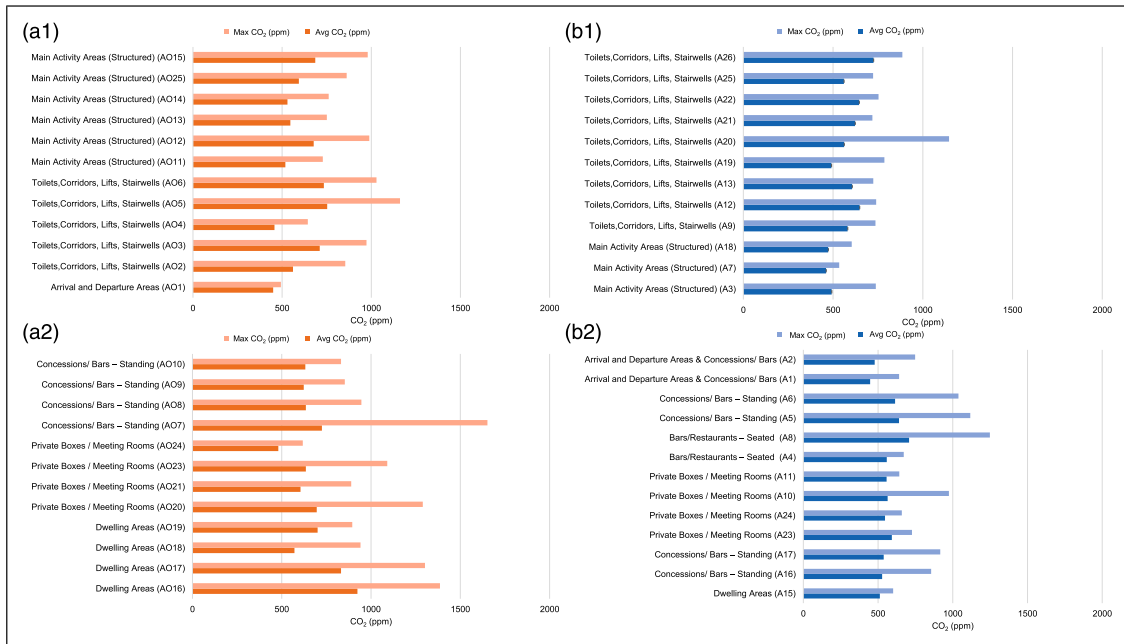 (a1)
Max CO₂ (ppm) Avg CO₂ (ppm)
Main Activity Areas (Structured) (AO15)
Main Activity Areas (Structured) (AO25)
Main Activity Areas (Structured) (AO14)
Main Activity Areas (Structured) (AO13)
Main Activity Areas (Structured) (AO12)
Main Activity Areas (Structured) (AO11)
Toilets,Corridors, Lifts, Stairwells (AO6)
Toilets,Corridors, Lifts, Stairwells (AO5)
Toilets,Corridors, Lifts, Stairwells (AO4)
Toilets,Corridors, Lifts, Stairwells (AO3)
Toilets,Corridors, Lifts, Stairwells (AO2)
Arrival and Departure Areas (AO1)
0 500 1000 1500 2000
CO₂ (ppm)
(b1)
Max CO₂ (ppm) Avg CO₂ (ppm)
Toilets,Corridors, Lifts, Stairwells (A26)
Toilets,Corridors, Lifts, Stairwells (A25)
Toilets,Corridors, Lifts, Stairwells (A22)
Toilets,Corridors, Lifts, Stairwells (A21)
Toilets,Corridors, Lifts, Stairwells (A20)
Toilets,Corridors, Lifts, Stairwells (A19)
Toilets,Corridors, Lifts, Stairwells (A13)
Toilets,Corridors, Lifts, Stairwells (A12)
Toilets,Corridors, Lifts, Stairwells (A9)
Main Activity Areas (Structured) (A18)
Main Activity Areas (Structured) (A7)
Main Activity Areas (Structured) (A3)
0 500 1000 1500 2000
CO₂ (ppm)
(a2)
Max CO₂ (ppm) Avg CO₂ (ppm)
Concessions/ Bars – Standing (AO10)
Concessions/ Bars – Standing (AO9)
Concessions/ Bars – Standing (AO8)
Concessions/ Bars – Standing (AO7)
Private Boxes / Meeting Rooms (AO24)
Private Boxes / Meeting Rooms (AO23)
Private Boxes / Meeting Rooms (AO21)
Private Boxes / Meeting Rooms (AO20)
Dwelling Areas (AO19)
Dwelling Areas (AO18)
Dwelling Areas (AO17)
Dwelling Areas (AO16)
0 500 1000 1500 2000
CO₂ (ppm)
(b2)
Max CO₂ (ppm) Avg CO₂ (ppm)
Arrival and Departure Areas & Concessions/ Bars (A2)
Arrival and Departure Areas & Concessions/ Bars (A1)
Concessions/ Bars – Standing (A6)
Concessions/ Bars – Standing (A5)
Bars/Restaurants – Seated (A8)
Bars/Restaurants – Seated (A4)
Private Boxes / Meeting Rooms (A11)
Private Boxes / Meeting Rooms (A10)
Private Boxes / Meeting Rooms (A24)
Private Boxes / Meeting Rooms (A23)
Concessions/ Bars – Standing (A17)
Concessions/ Bars – Standing (A16)
Dwelling Areas (A15)
0 500 1000 1500 2000
CO₂ (ppm)